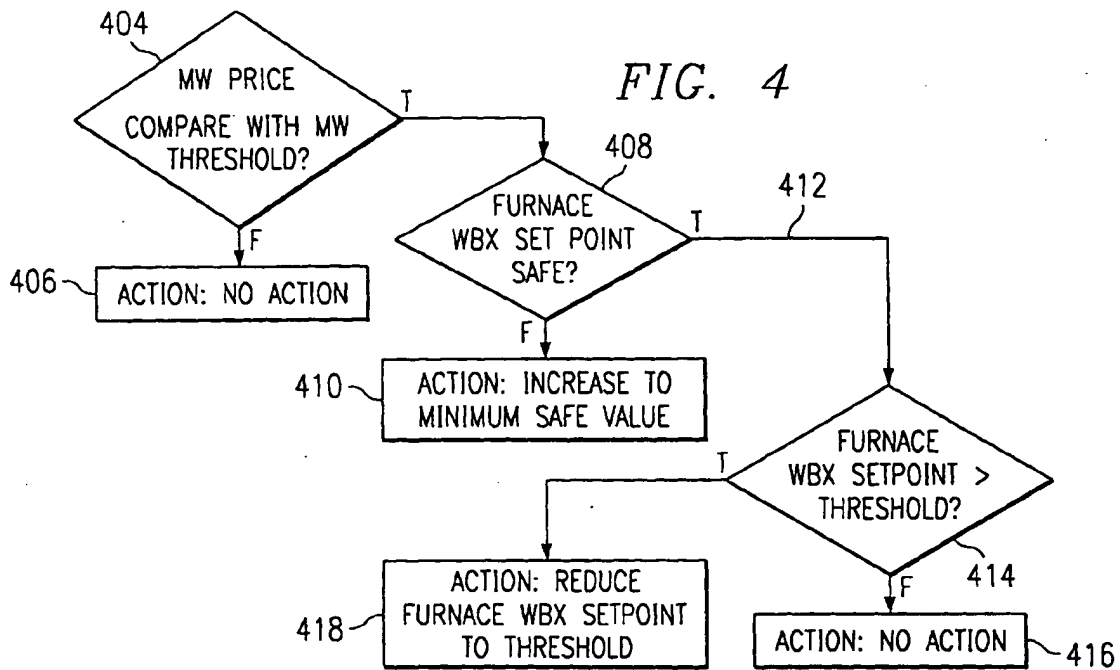 404
MW PRICE
COMPARE WITH MW
THRESHOLD?
T
F
FIG. 4
406
ACTION: NO ACTION
408
FURNACE
WBX SET POINT
SAFE?
T
412
F
410
ACTION: INCREASE TO
MINIMUM SAFE VALUE
FURNACE
WBX SETPOINT >
THRESHOLD?
T
414
F
418
ACTION: REDUCE
FURNACE WBX SETPOINT
TO THRESHOLD
ACTION: NO ACTION
416